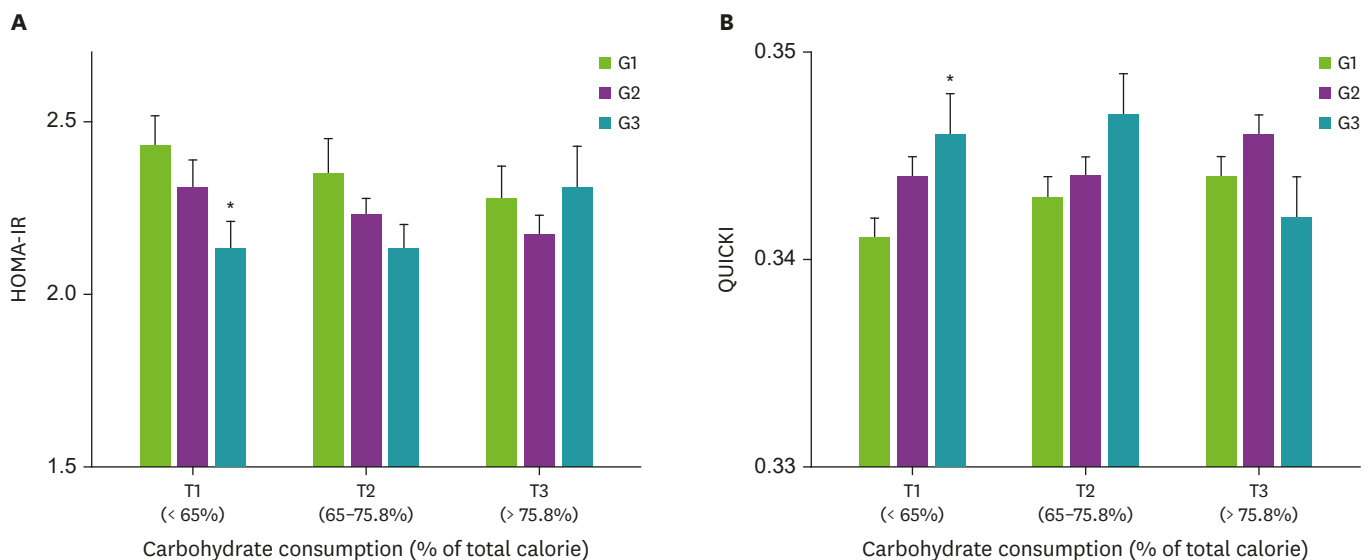 A
HOMA-IR
2.5
2.0
1.5
G1
G2
G3
*
T1
(< 65%)
T2
(65–75.8%)
T3
(> 75.8%)
Carbohydrate consumption (% of total calorie)
B
QUICKI
0.35
0.34
0.33
G1
G2
G3
*
T1
(< 65%)
T2
(65–75.8%)
T3
(> 75.8%)
Carbohydrate consumption (% of total calorie)